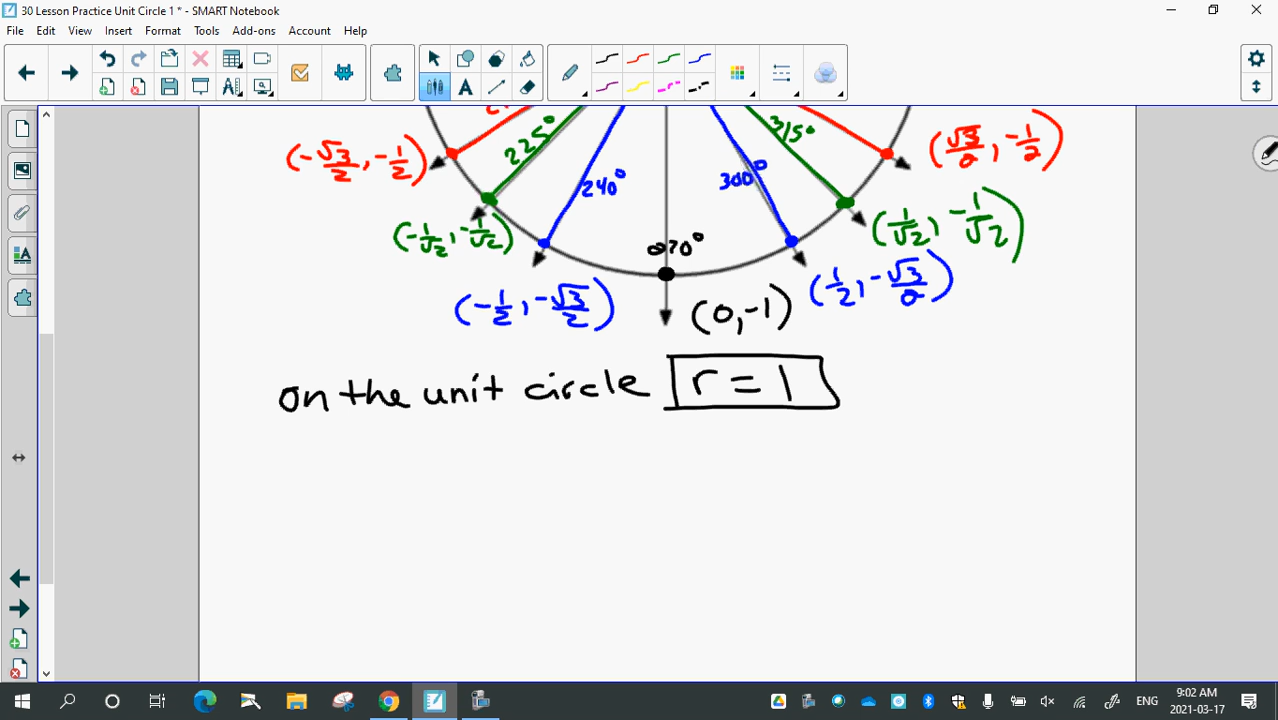 30 Lesson Practice Unit Circle 1 * - SMART Notebook
File Edit View Insert Format Tools Add-ons Account Help
(-√3/2, -1/2)
225°
315°
(√3/2, -1/2)
240°
300°
(-1/√2, -1/√2)
(1/√2, -1/√2)
270°
(-1/2, -√3/2)
(0, -1)
(1/2, -√3/2)
on the unit circle r = 1
ENG
9:02 AM
2021-03-17